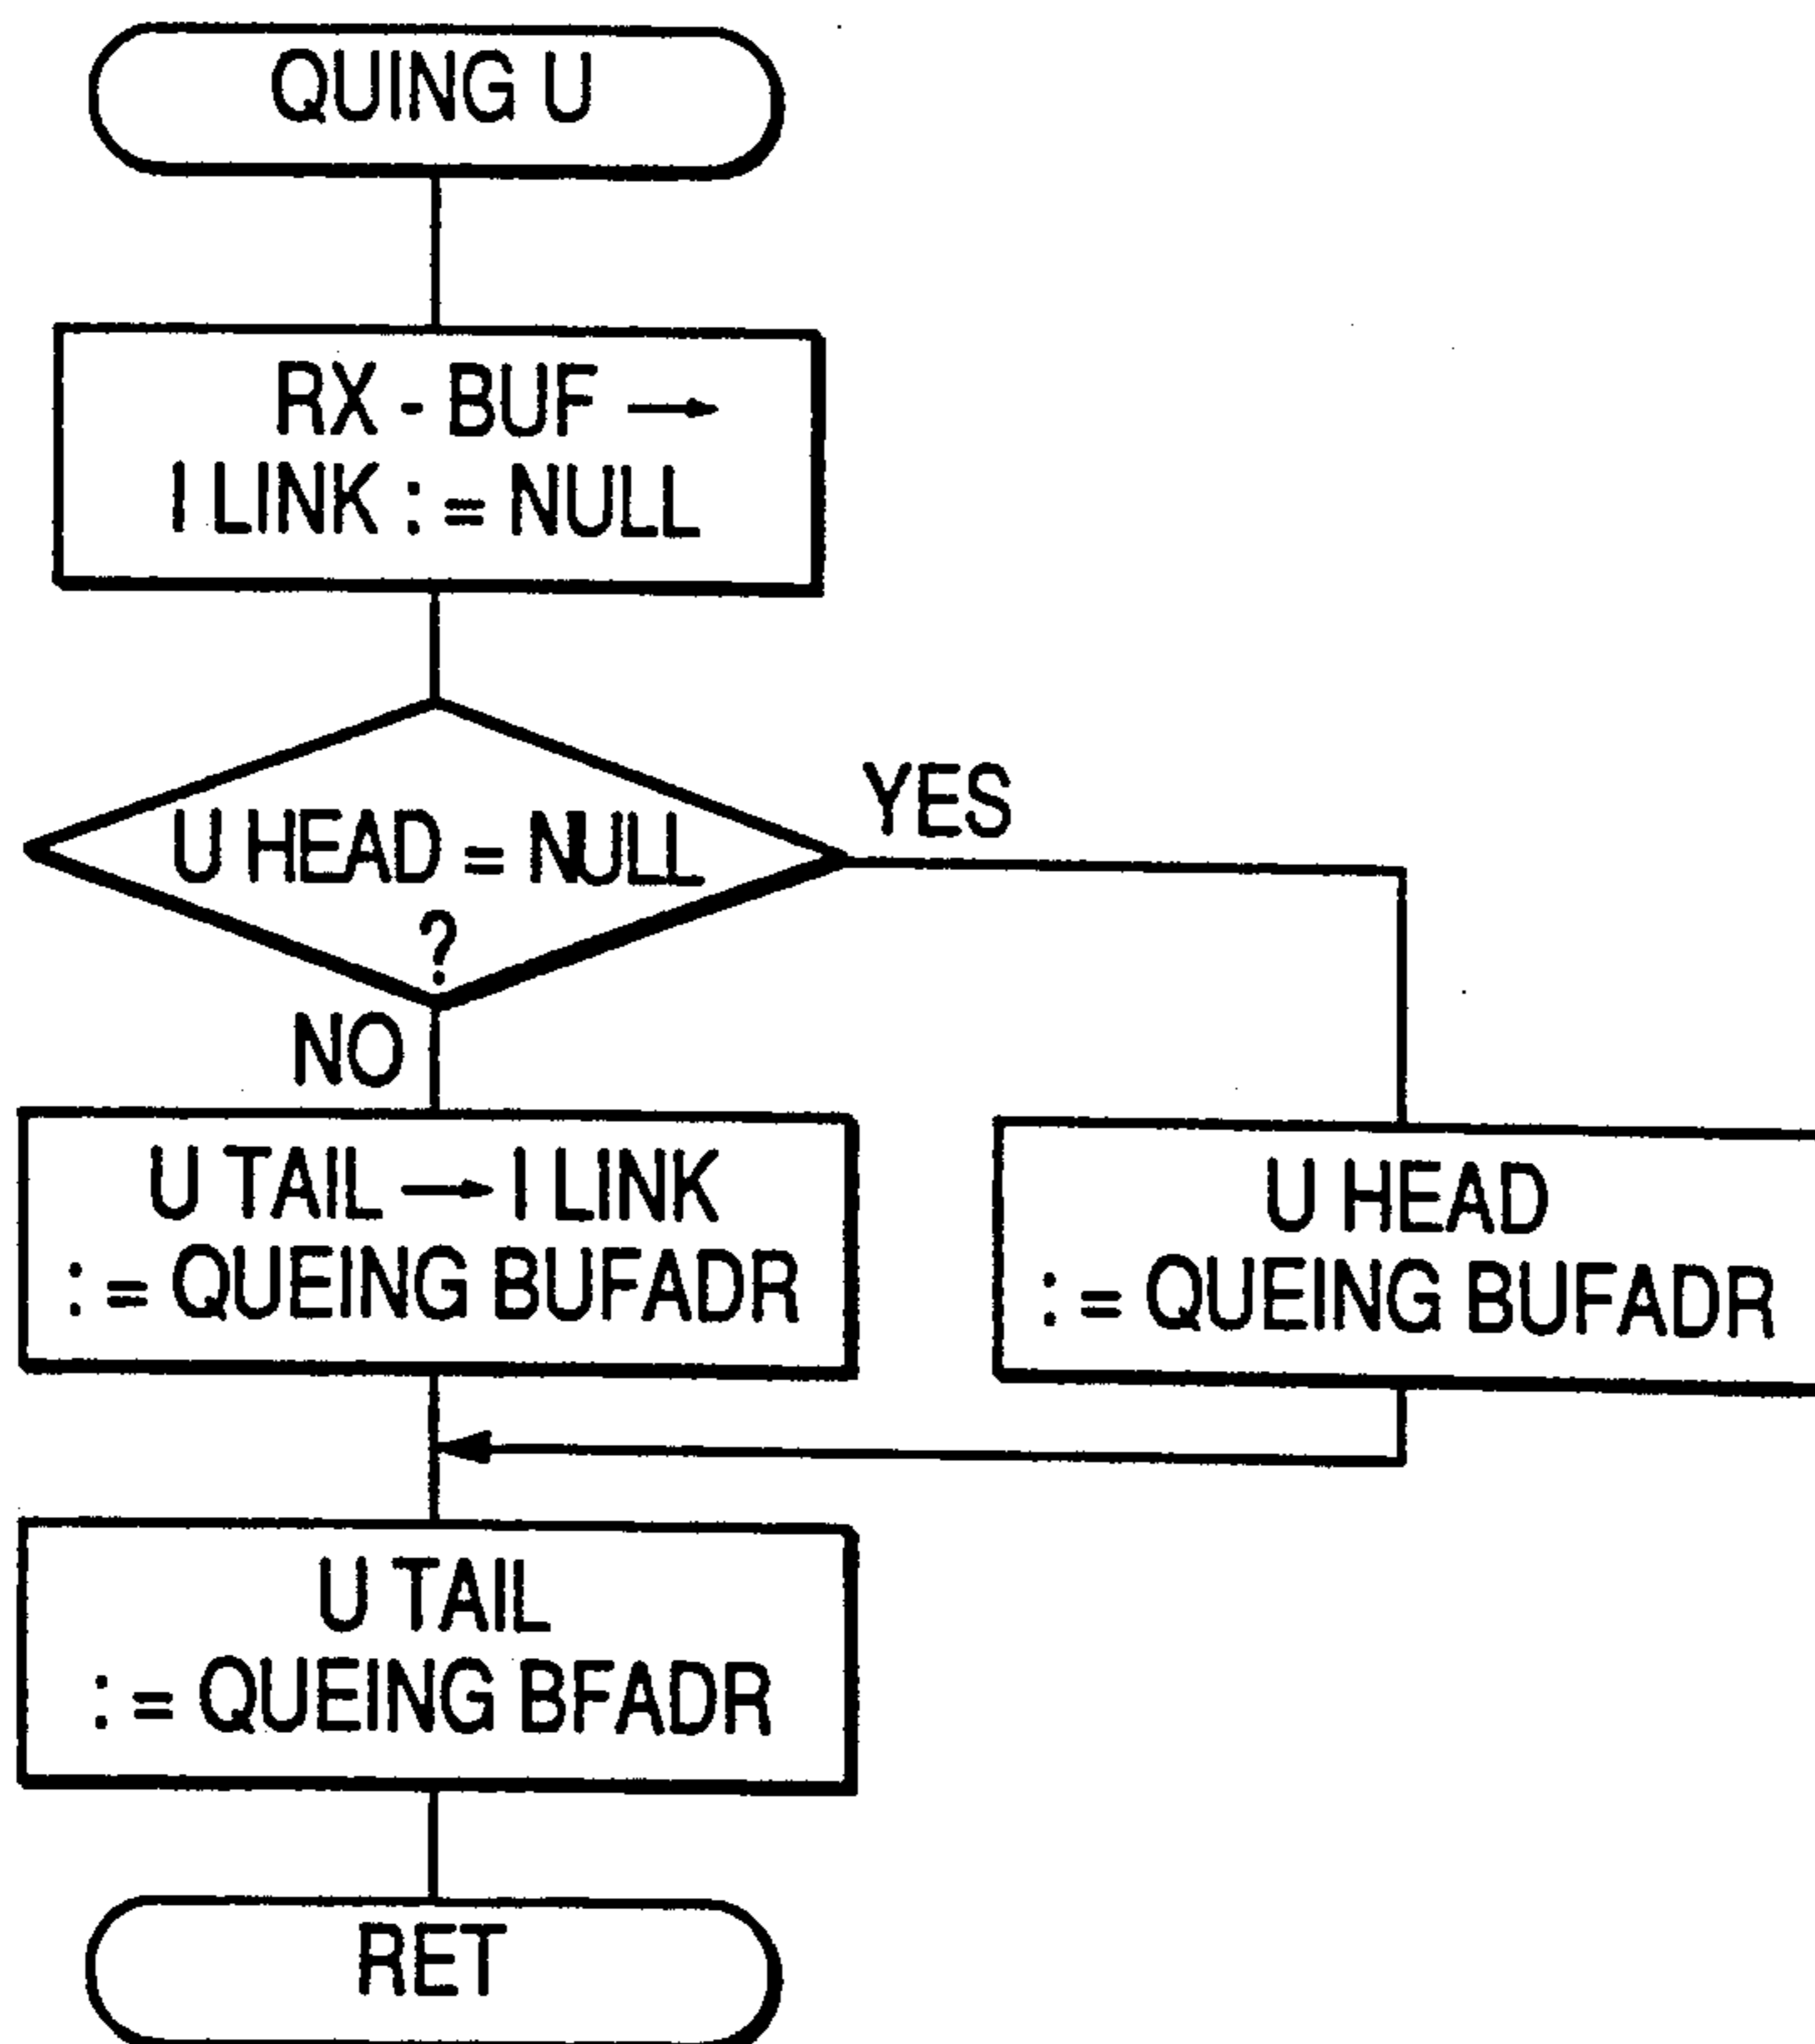 QUING U
RX - BUF →
I LINK : = NULL
U HEAD = NULL
?
YES
NO
U TAIL → I LINK
: = QUEING BUFADR
U HEAD
: = QUEING BUFADR
U TAIL
: = QUEING BFADR
RET